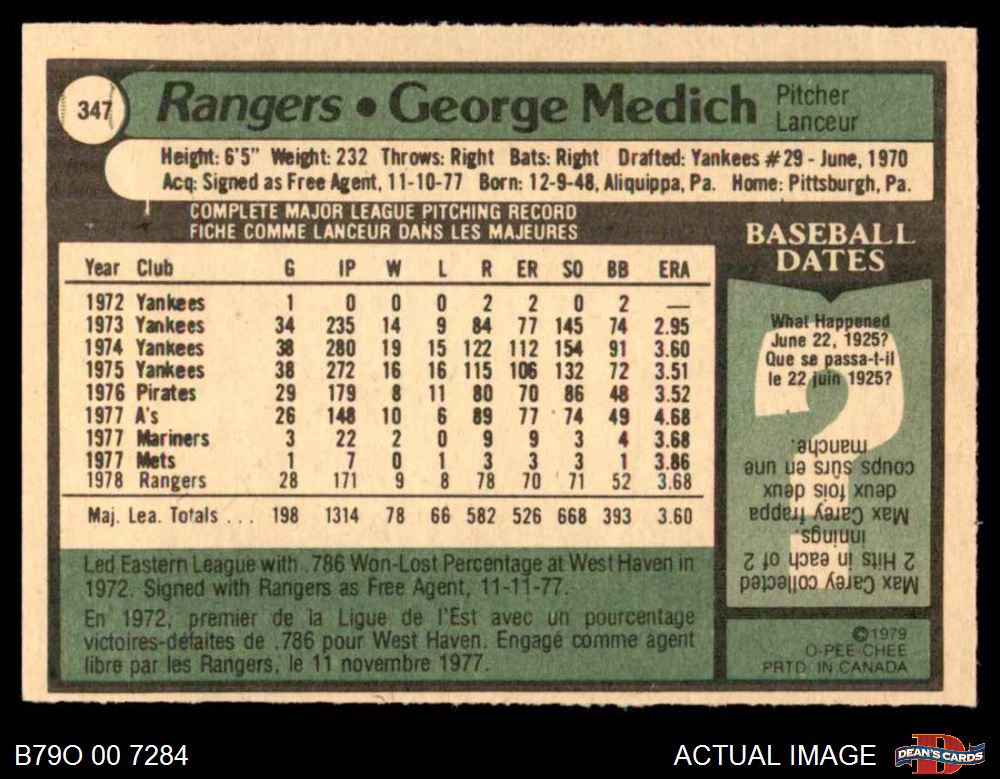 347
Rangers • George Medich
Pitcher
Lanceur
Height: 6'5" Weight: 232 Throws: Right Bats: Right Drafted: Yankees #29 - June, 1970
Acq: Signed as Free Agent, 11-10-77 Born: 12-9-48, Aliquippa, Pa. Home: Pittsburgh, Pa.
COMPLETE MAJOR LEAGUE PITCHING RECORD
FICHE COMME LANCEUR DANS LES MAJEURES
Year Club G IP W L R ER SO BB ERA
1972 Yankees 1 0 0 0 2 2 0 2 —
1973 Yankees 34 235 14 9 84 77 145 74 2.95
1974 Yankees 38 280 19 15 122 112 154 91 3.60
1975 Yankees 38 272 16 16 115 106 132 72 3.51
1976 Pirates 29 179 8 11 80 70 86 48 3.52
1977 A's 26 148 10 6 89 77 74 49 4.68
1977 Mariners 3 22 2 0 9 9 3 4 3.68
1977 Mets 1 7 0 1 3 3 3 1 3.86
1978 Rangers 28 171 9 8 78 70 71 52 3.68
Maj. Lea. Totals ... 198 1314 78 66 582 526 668 393 3.60
Led Eastern League with .786 Won-Lost Percentage at West Haven in
1972. Signed with Rangers as Free Agent, 11-11-77.
En 1972, premier de la Ligue de l'Est avec un pourcentage
victoires-défaites de .786 pour West Haven. Engagé comme agent
libre par les Rangers, le 11 novembre 1977.
BASEBALL
DATES
What Happened
June 22, 1925?
Que se passa-t-il
le 22 juin 1925?
?
Max Carey collected
2 Hits in each of 2
innings.
Max Carey frappa
deux fois deux
coups sûrs en une
manche.
©1979
O-PEE-CHEE
PRTD. IN CANADA
B79O 00 7284
ACTUAL IMAGE
DEAN'S CARDS